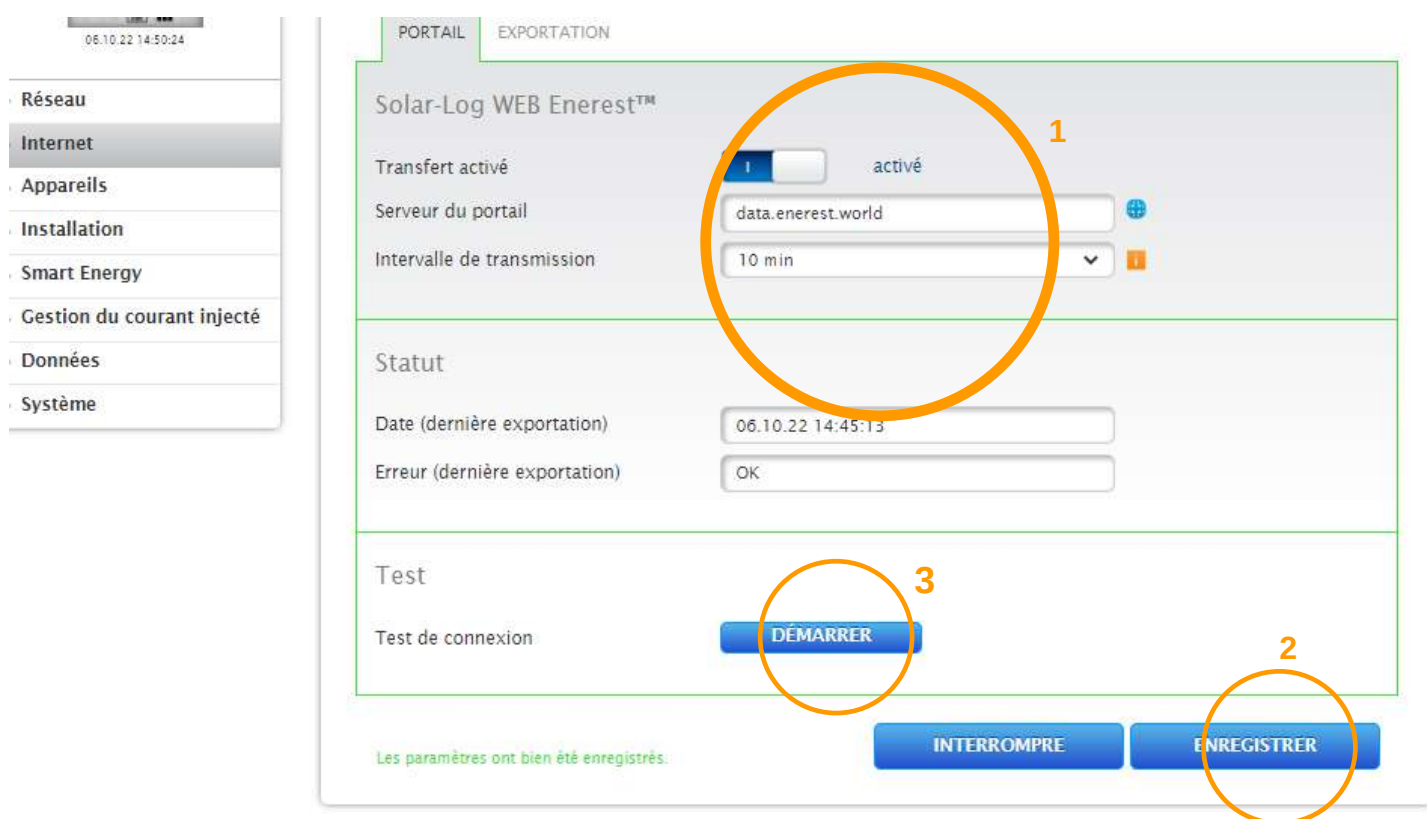 06.10.22 14:50:24
Réseau
Internet
Appareils
Installation
Smart Energy
Gestion du courant injecté
Données
Système
PORTAIL EXPORTATION
Solar-Log WEB Enerest™
1
Transfert activé I activé
Serveur du portail data.enerest.world
Intervalle de transmission 10 min i
Statut
Date (dernière exportation) 06.10.22 14:45:13
Erreur (dernière exportation) OK
Test
3
Test de connexion DÉMARRER
2
Les paramètres ont bien été enregistrés. INTERROMPRE ENREGISTRER